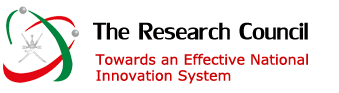 The Research Council
Towards an Effective National
Innovation System